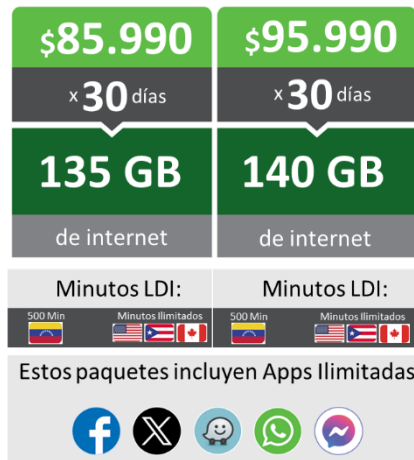 $85.990
x 30 días
135 GB
de internet
$95.990
x 30 días
140 GB
de internet
Minutos LDI:
500 Min
Minutos Ilimitados
Minutos LDI:
500 Min
Minutos Ilimitados
Estos paquetes incluyen Apps Ilimitadas